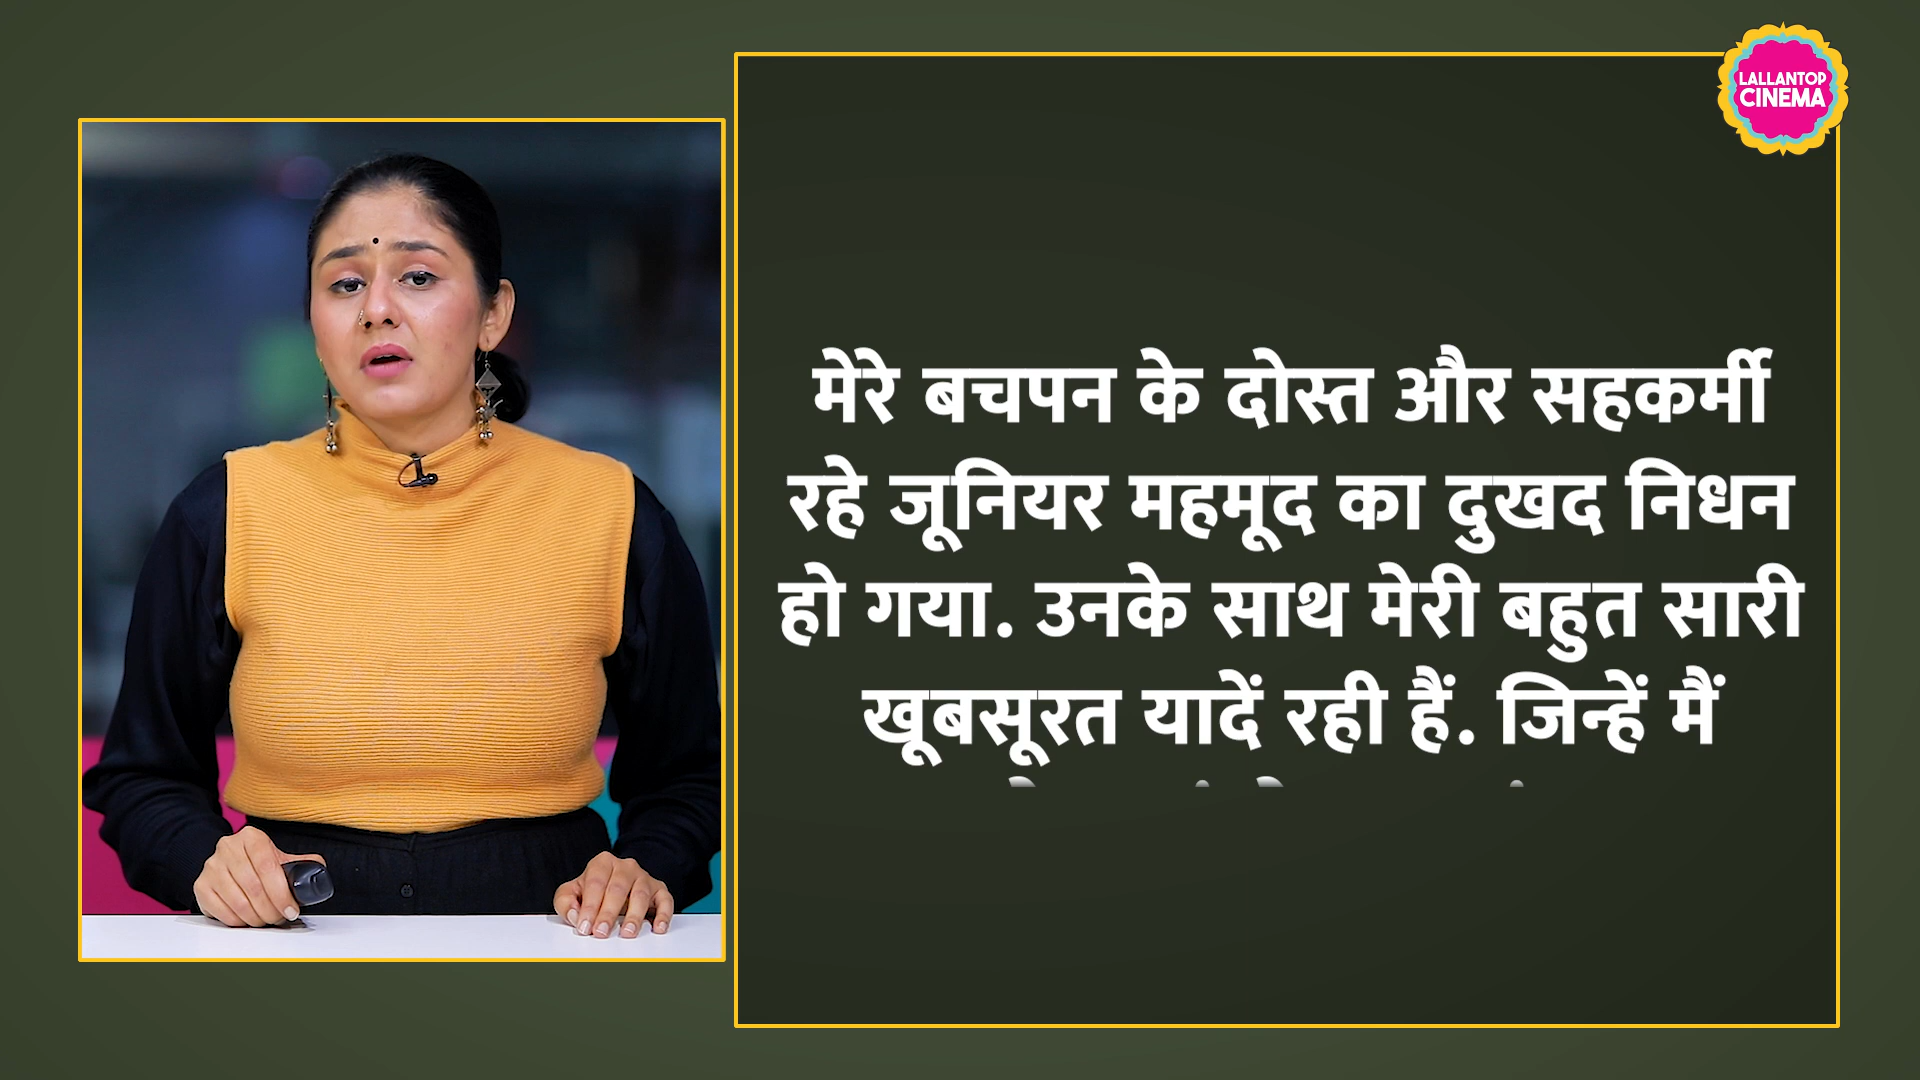 LALLANTOP
CINEMA
मेरे बचपन के दोस्त और सहकर्मी
रहे जूनियर महमूद का दुखद निधन
हो गया. उनके साथ मेरी बहुत सारी
खूबसूरत यादें रही हैं. जिन्हें मैं